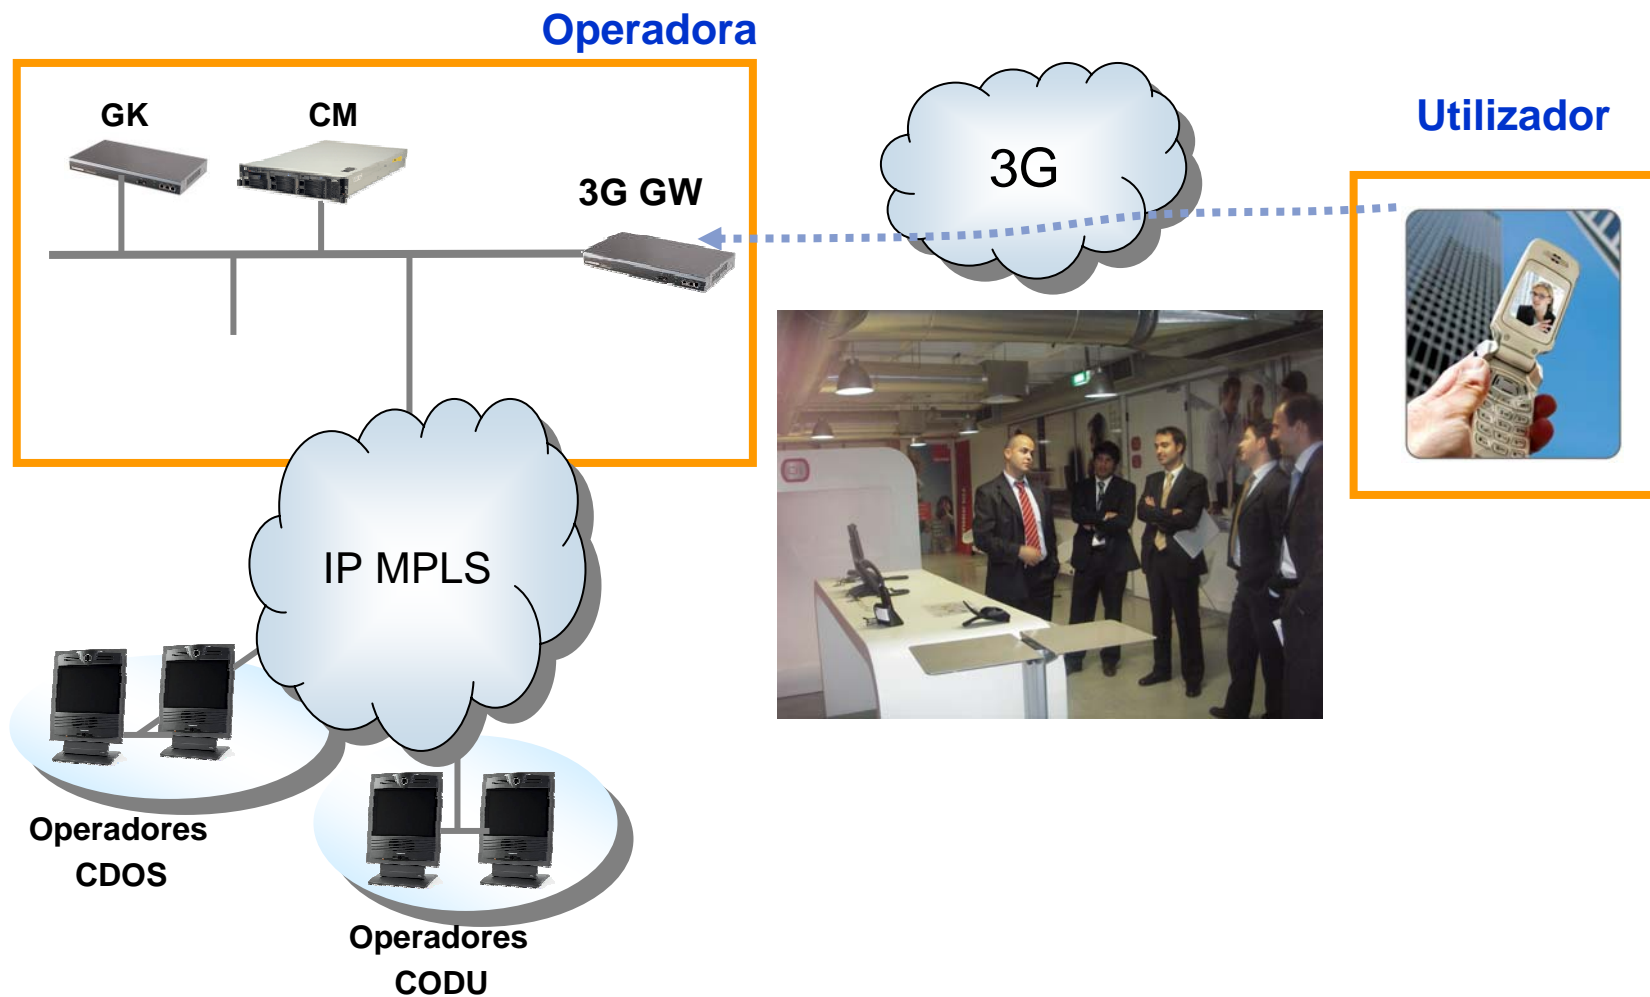 Operadora
GK
CM
3G GW
3G
Utilizador
IP MPLS
Operadores
CDOS
Operadores
CODU